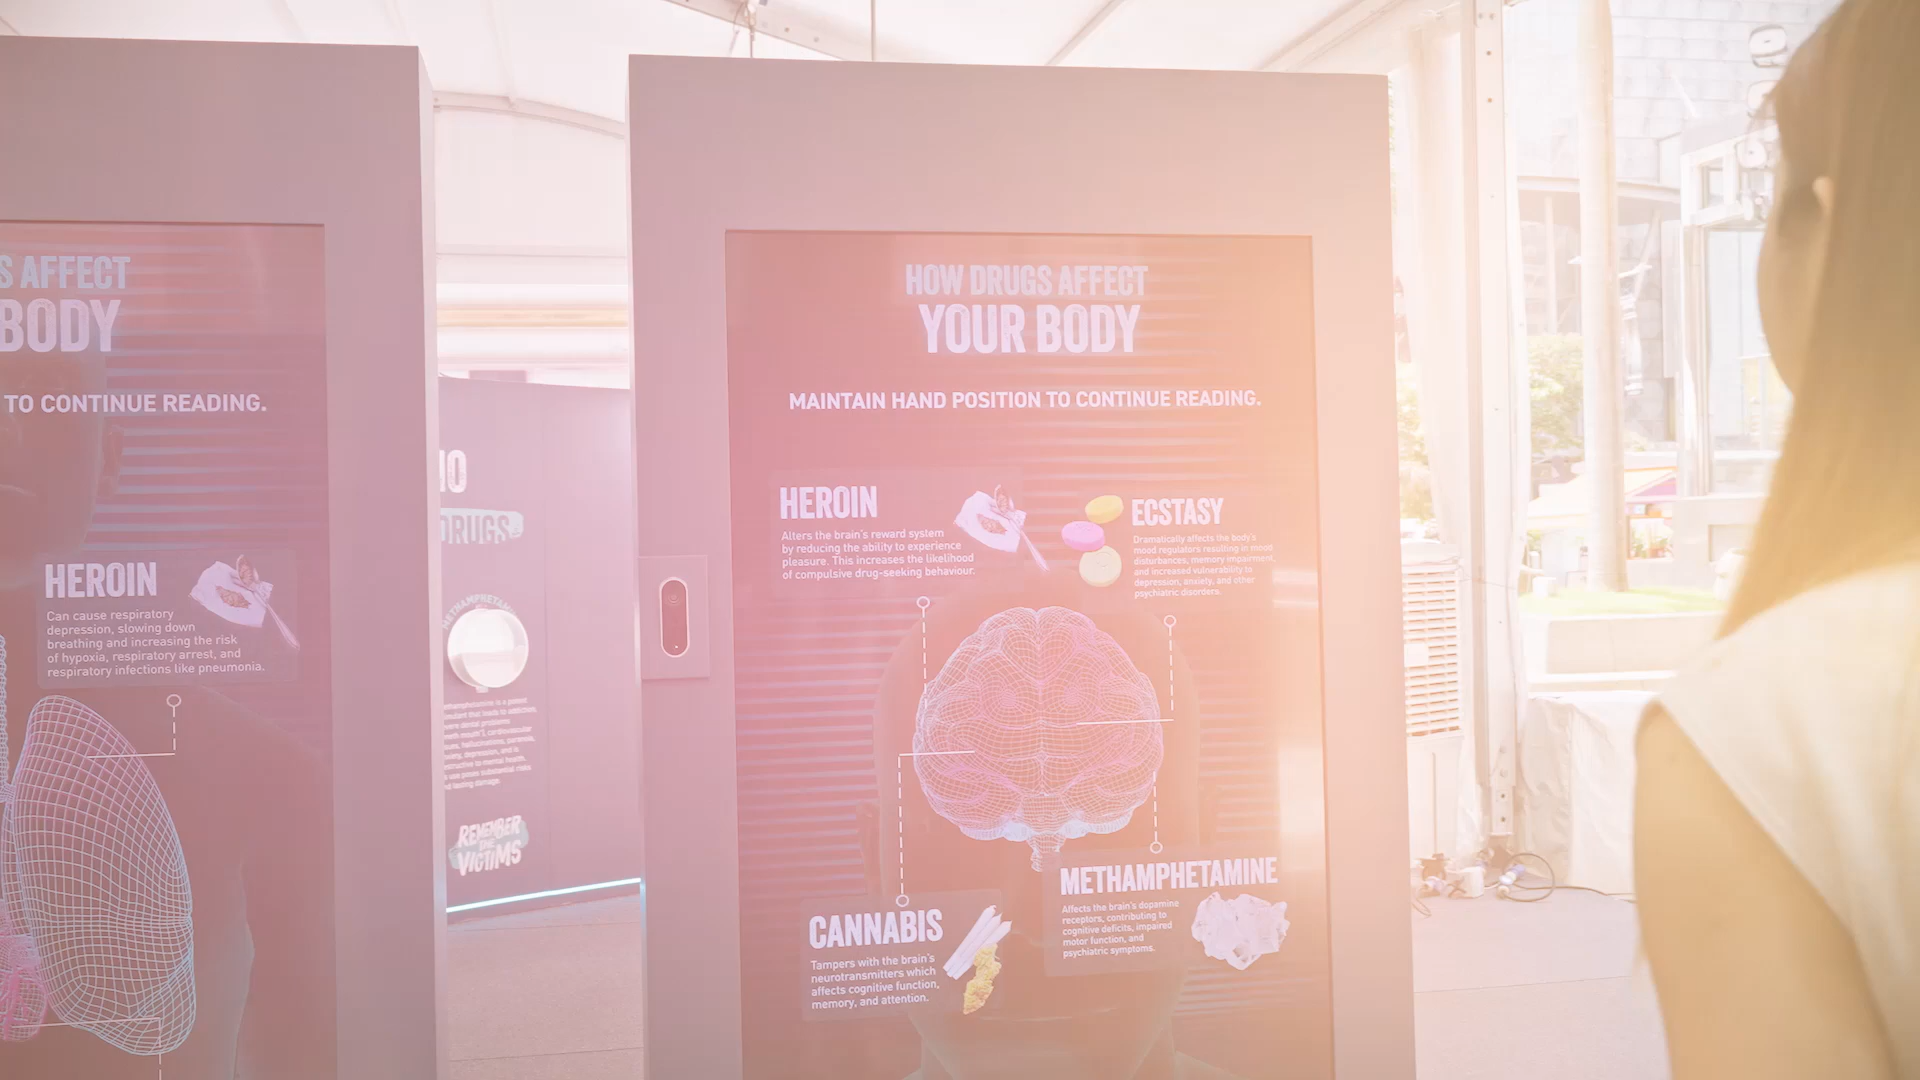 S AFFECT
BODY
TO CONTINUE READING.
HEROIN
Can cause respiratory
depression, slowing down
breathing and increasing the risk
of hypoxia, respiratory arrest, and
respiratory infections like pneumonia.
DRUGS
REMEMBER
THE
VICTIMS
HOW DRUGS AFFECT
YOUR BODY
MAINTAIN HAND POSITION TO CONTINUE READING.
HEROIN
Alters the brain's reward system
by reducing the ability to experience
pleasure. This increases the likelihood
of compulsive drug-seeking behaviour.
ECSTASY
Dramatically affects the body's
mood regulators resulting in mood
disturbances, memory impairment,
and increased vulnerability to
depression, anxiety, and other
psychiatric disorders.
CANNABIS
Tampers with the brain's
neurotransmitters which
affects cognitive function,
memory, and attention.
METHAMPHETAMINE
Affects the brain's dopamine
receptors, contributing to
cognitive deficits, impaired
motor function, and
psychiatric symptoms.